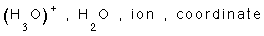 (H₃O)⁺ , H₂O , ion , coordinate